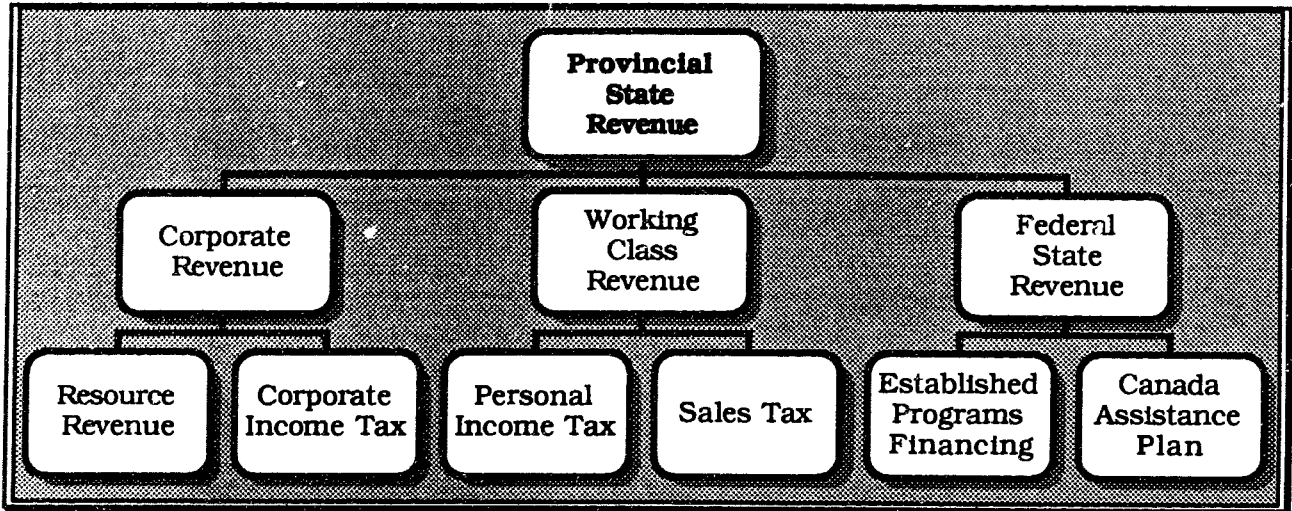 Provincial
State
Revenue
Corporate
Revenue
Working
Class
Revenue
Federal
State
Revenue
Resource
Revenue
Corporate
Income Tax
Personal
Income Tax
Sales Tax
Established
Programs
Financing
Canada
Assistance
Plan